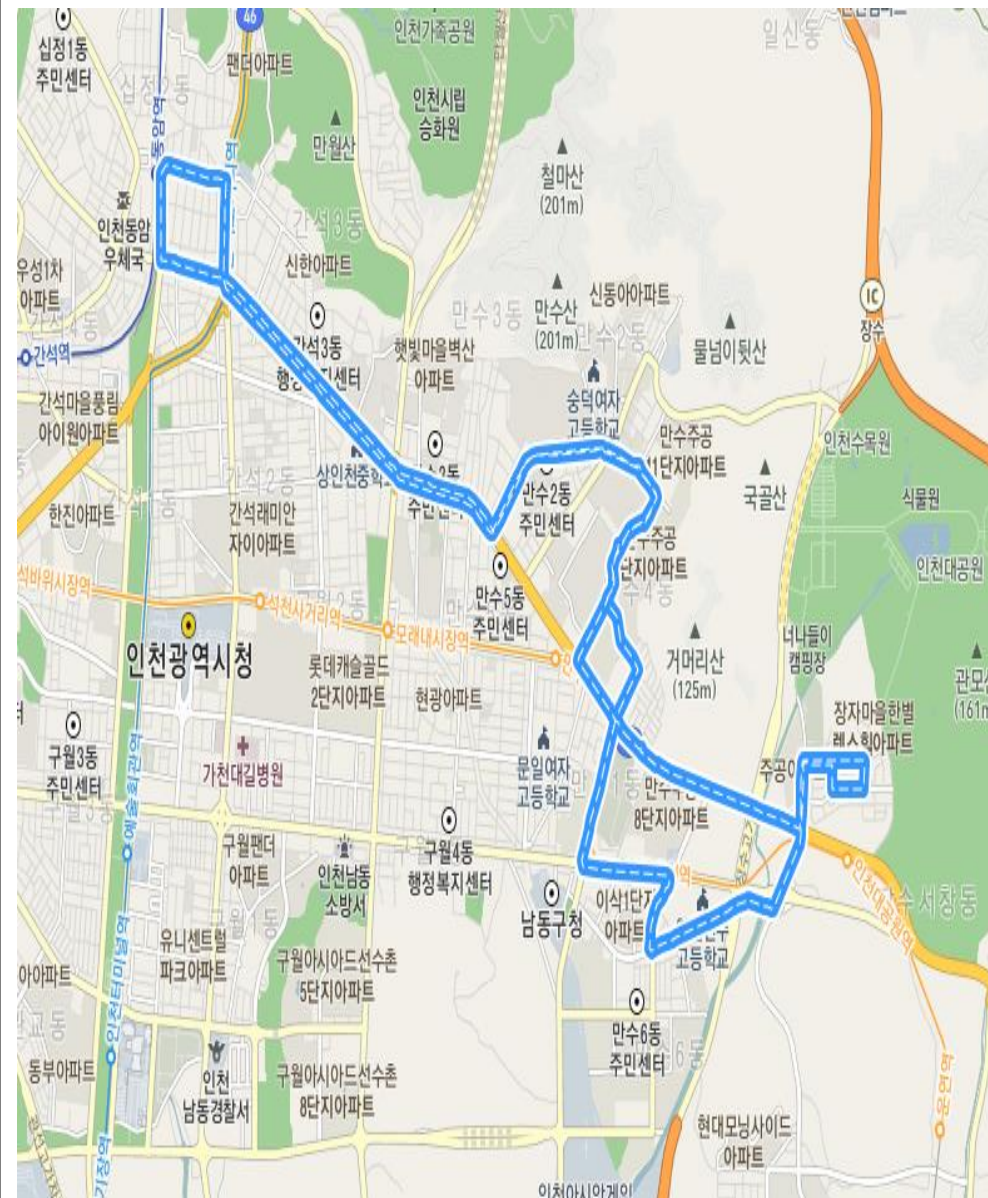 46
십정1동
주민센터
팬더아파트
인천가족공원
일신동
인천시립
승화원
만월산
철마산
(201m)
인천동암
우체국
간석3동
신한아파트
우성1차
아파트
간석역
간석3동
만수3동
만수산
(201m)
만수2동
신동아아파트
물넘이뒷산
IC
장수
햇빛마을벽산
아파트
숭덕여자
고등학교
간석마을풍림
아이원아파트
만수주공
11단지아파트
인천수목원
상인천중학교
간석2동
한진아파트
간석래미안
자이아파트
만수2동
주민센터
국골산
식물원
인천대공원
석바위시장역
석천사거리역
모래내시장역
만수5동
주민센터
단지아파트
인천광역시청
롯데캐슬골드
2단지아파트
현광아파트
거머리산
(125m)
너나들이
캠핑장
관모산
(161m)
장자마을한별
구월3동
주민센터
예술회관역
가천대길병원
문일여자
고등학교
8단지아파트
구월팬더
아파트
인천남동
소방서
구월4동
행정복지센터
남동구청
이삭1단지
아파트
고등학교
인천대공원역
수서창동
유니센트럴
파크아파트
구월아시아드선수촌
5단지아파트
인천터미널역
만수6동
주민센터
동부아파트
인천
남동경찰서
구월아시아드선수촌
8단지아파트
현대모닝사이드
아파트
운연역